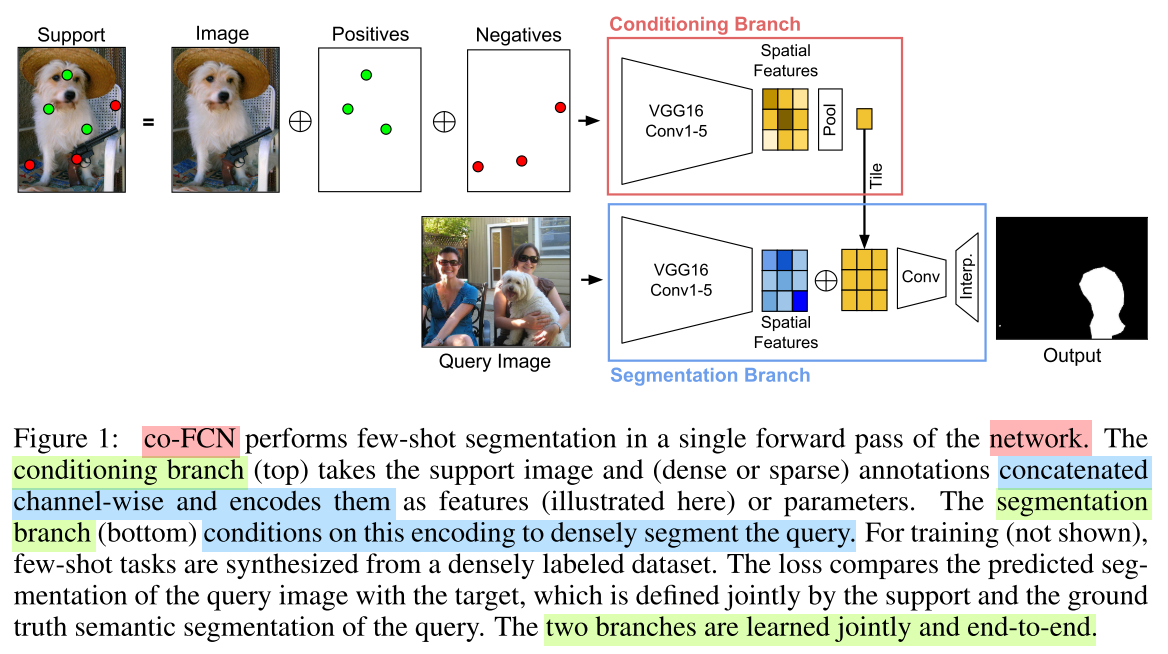 Support
Image
Positives
Negatives
=
Conditioning Branch
VGG16
Conv1-5
Spatial
Features
Pool
Tile
Query Image
VGG16
Conv1-5
Spatial
Features
Conv
Interp.
Segmentation Branch
Output
Figure 1: co-FCN performs few-shot segmentation in a single forward pass of the network. The
conditioning branch (top) takes the support image and (dense or sparse) annotations concatenated
channel-wise and encodes them as features (illustrated here) or parameters. The segmentation
branch (bottom) conditions on this encoding to densely segment the query. For training (not shown),
few-shot tasks are synthesized from a densely labeled dataset. The loss compares the predicted seg-
mentation of the query image with the target, which is defined jointly by the support and the ground
truth semantic segmentation of the query. The two branches are learned jointly and end-to-end.